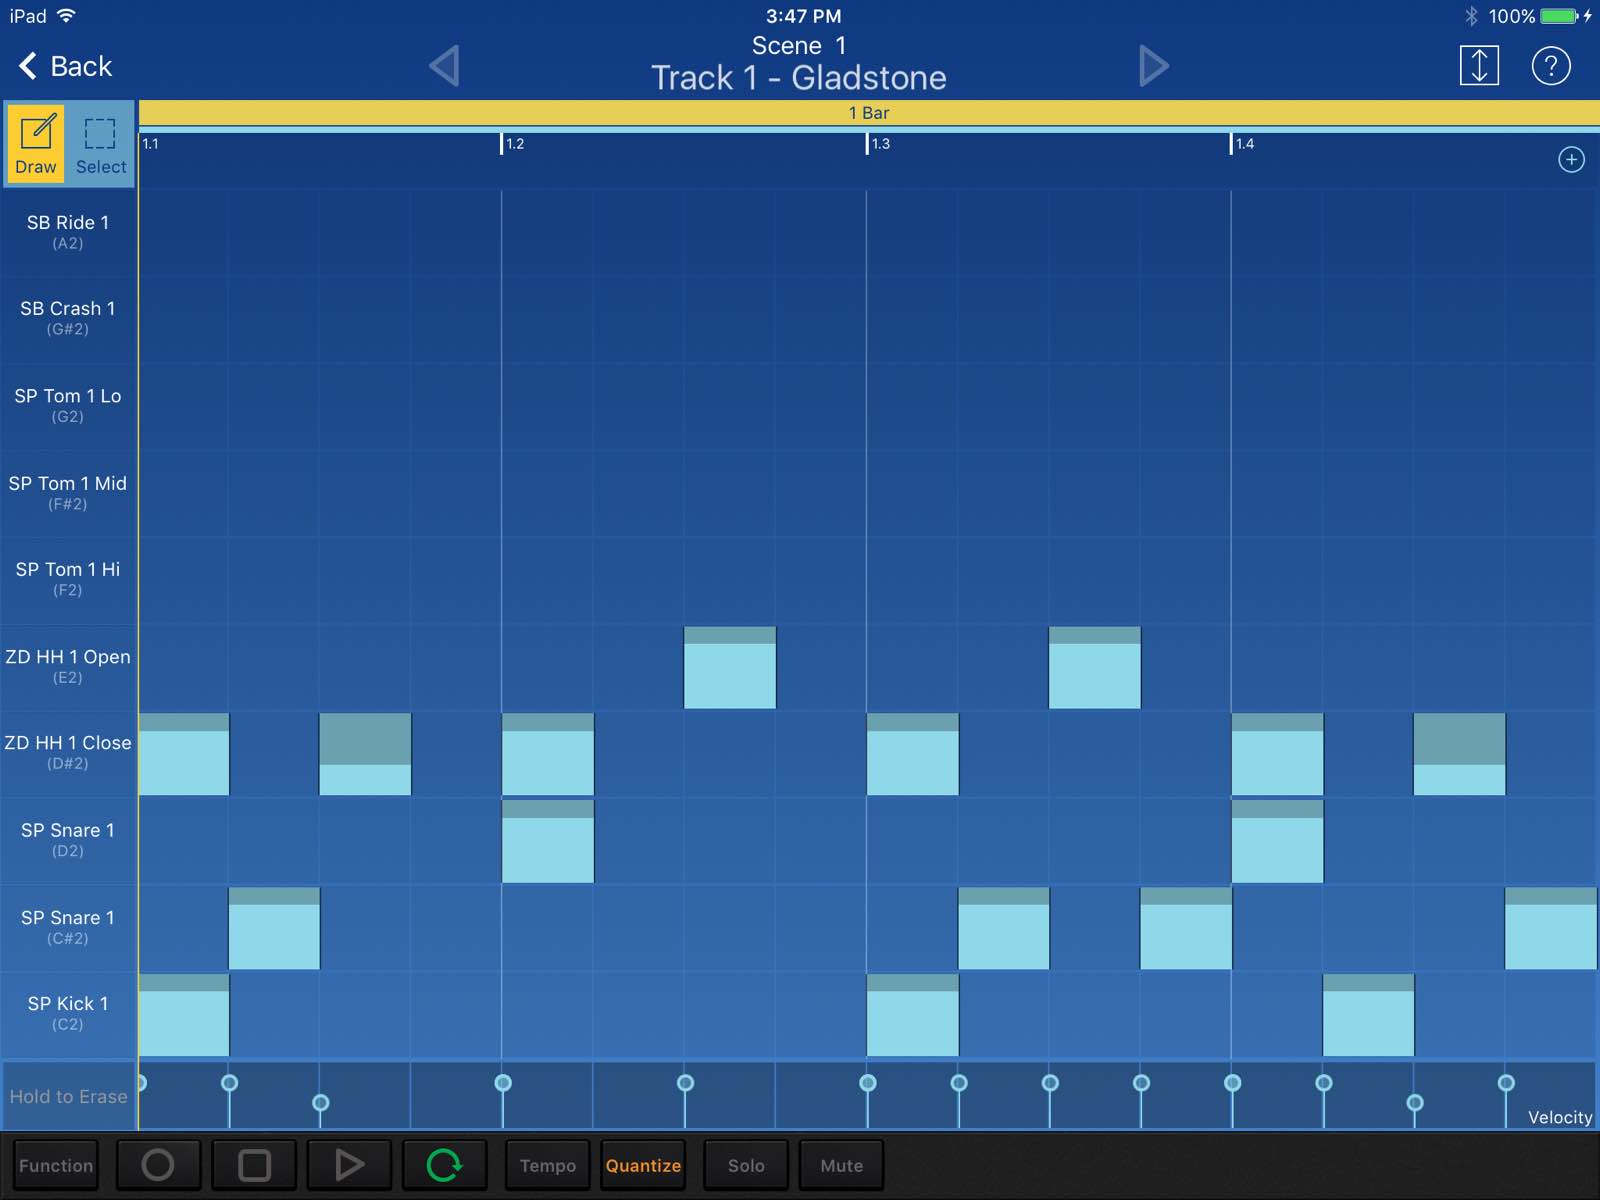 iPad 3:47 PM 100%
Back
Scene 1
Track 1 - Gladstone
?
1 Bar
Draw Select
1.1 1.2 1.3 1.4
SB Ride 1
(A2)
SB Crash 1
(G#2)
SP Tom 1 Lo
(G2)
SP Tom 1 Mid
(F#2)
SP Tom 1 Hi
(F2)
ZD HH 1 Open
(E2)
ZD HH 1 Close
(D#2)
SP Snare 1
(D2)
SP Snare 1
(C#2)
SP Kick 1
(C2)
Hold to Erase
Velocity
Function Tempo Quantize Solo Mute